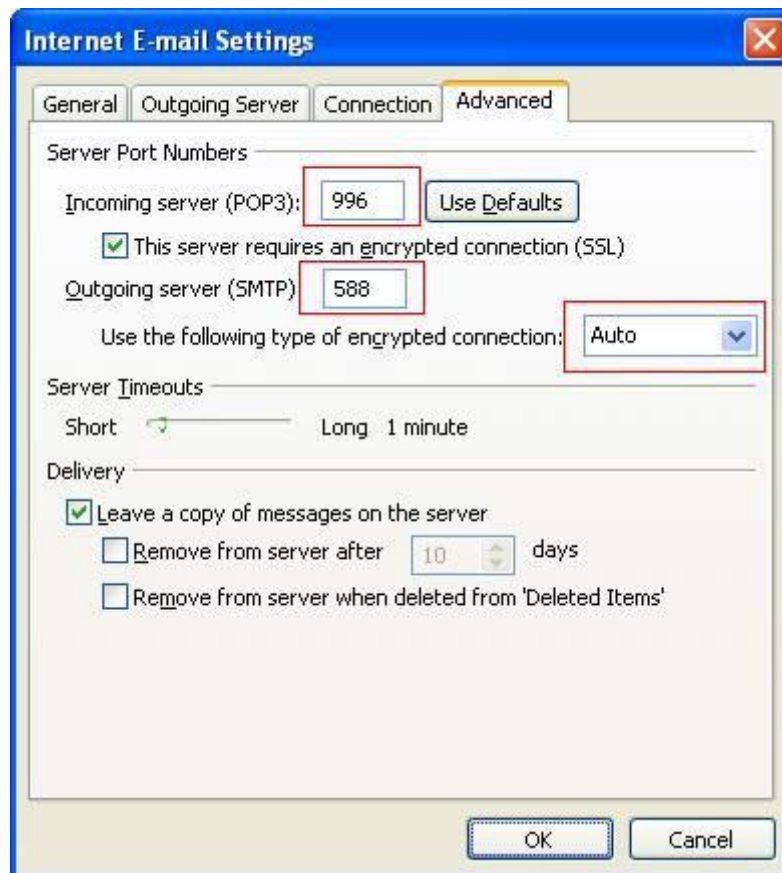 Internet E-mail Settings
General Outgoing Server Connection Advanced
Server Port Numbers
Incoming server (POP3): 996 Use Defaults
This server requires an encrypted connection (SSL)
Outgoing server (SMTP) 588
Use the following type of encrypted connection: Auto
Server Timeouts
Short Long 1 minute
Delivery
Leave a copy of messages on the server
Remove from server after 10 days
Remove from server when deleted from 'Deleted Items'
OK Cancel